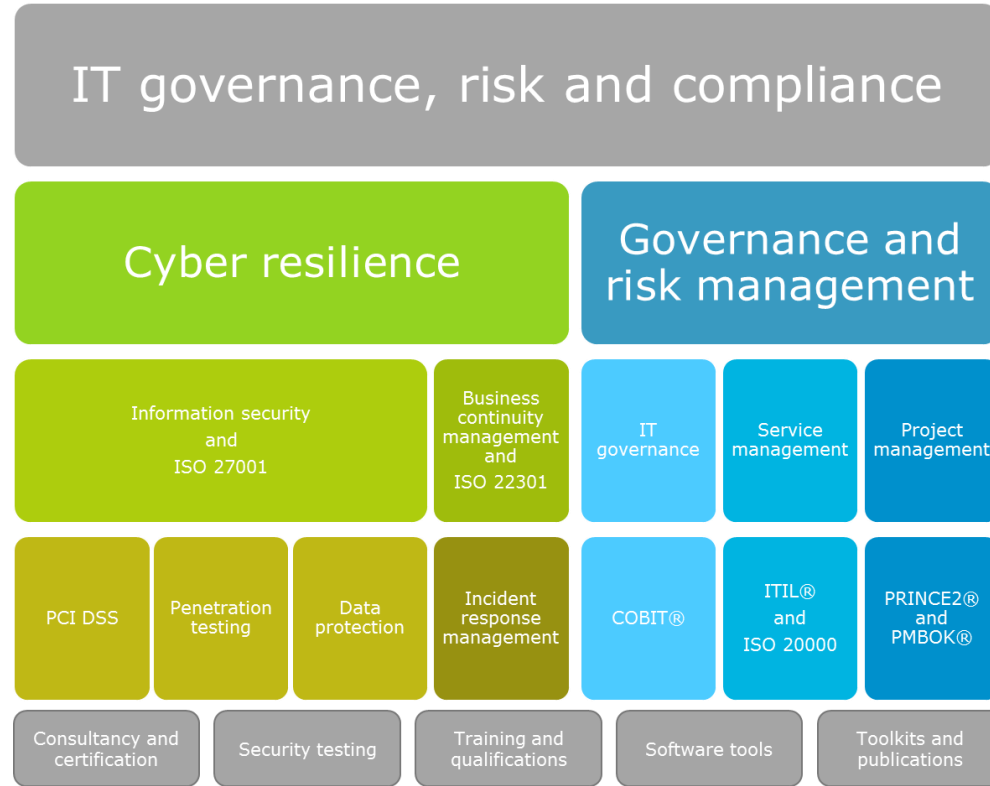 IT governance, risk and compliance
Cyber resilience
Governance and
risk management
Information security
and
ISO 27001
Business
continuity
management
and
ISO 22301
IT
governance
Service
management
Project
management
PCI DSS
Penetration
testing
Data
protection
Incident
response
management
COBIT®
ITIL®
and
ISO 20000
PRINCE2®
and
PMBOK®
Consultancy and
certification
Security testing
Training and
qualifications
Software tools
Toolkits and
publications